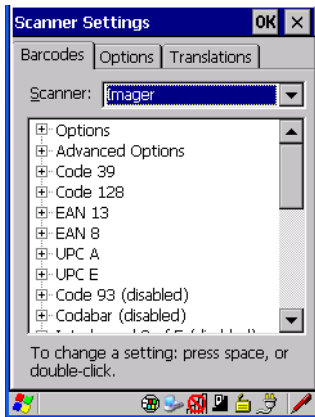 Scanner Settings OK
Barcodes Options Translations
Scanner: Imager
Options
Advanced Options
Code 39
Code 128
EAN 13
EAN 8
UPC A
UPC E
Code 93 (disabled)
Codabar (disabled)
To change a setting: press space, or
double-click.